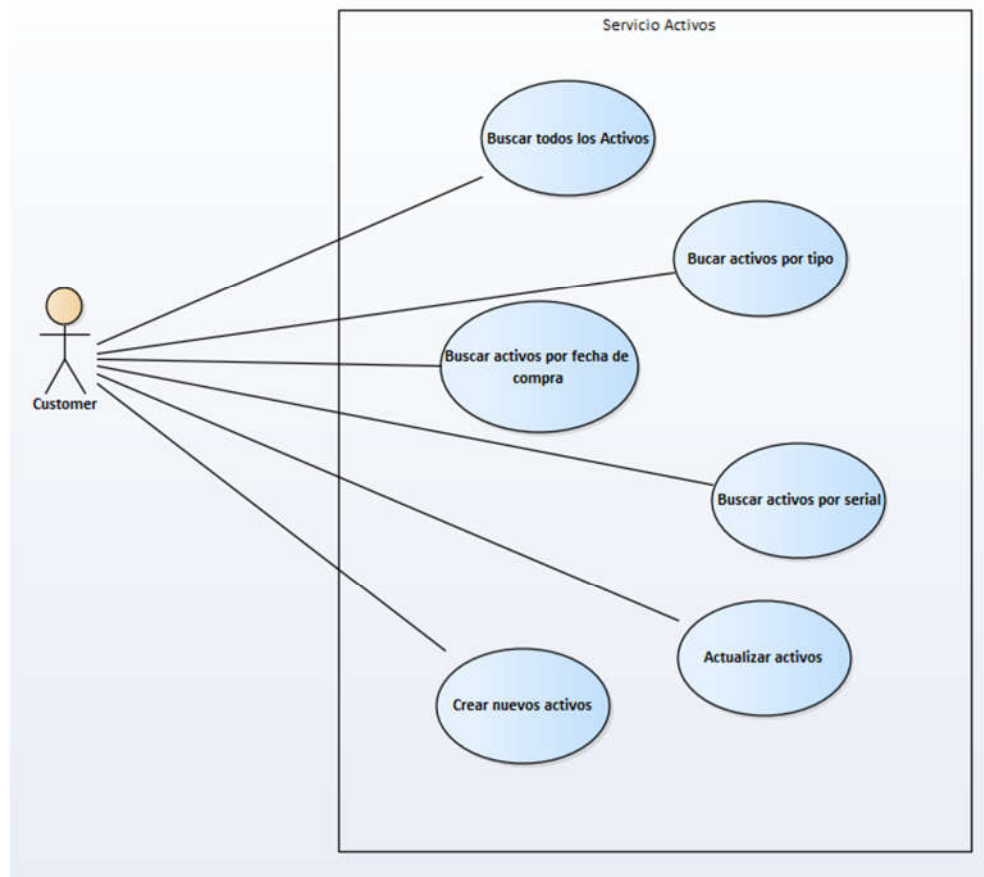 Servicio Activos
Buscar todos los Activos
Bucar activos por tipo
Buscar activos por fecha de
compra
Customer
Buscar activos por serial
Actualizar activos
Crear nuevos activos